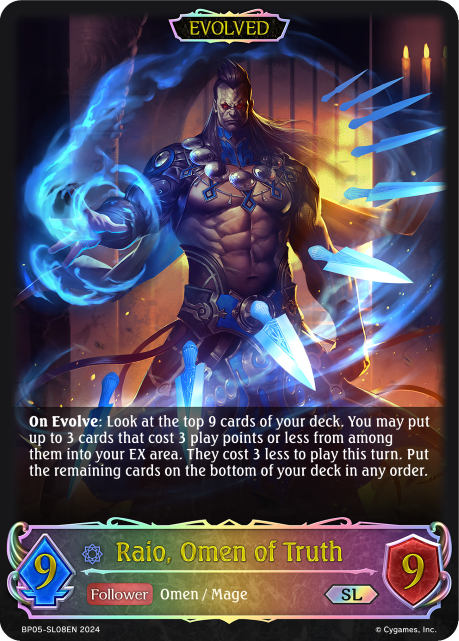 EVOLVED
On Evolve: Look at the top 9 cards of your deck. You may put
up to 3 cards that cost 3 play points or less from among
them into your EX area. They cost 3 less to play this turn. Put
the remaining cards on the bottom of your deck in any order.
9
Raio, Omen of Truth
9
Follower Omen / Mage
SL
BP05-SL08EN 2024
© Cygames, Inc.